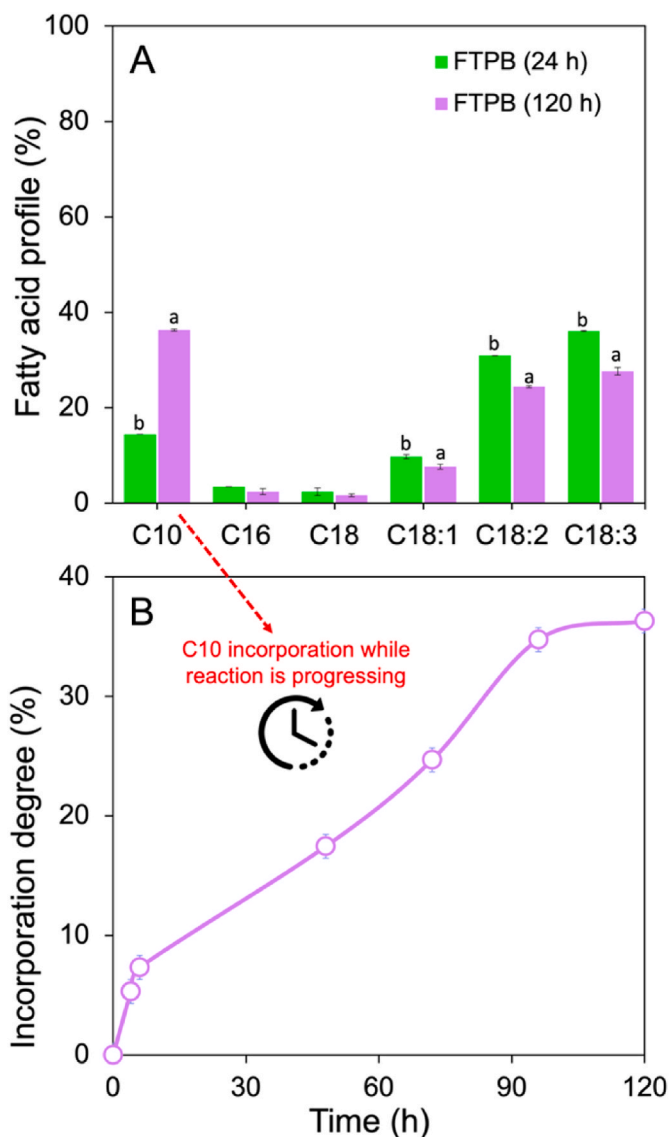 A
FTPB (24 h)
FTPB (120 h)
Fatty acid profile (%)
100
80
60
40
20
0
b
a
b
a
b
a
b
a
C10
C16
C18
C18:1
C18:2
C18:3
B
C10 incorporation while
reaction is progressing
Incorporation degree (%)
40
30
20
10
0
0
30
60
90
120
Time (h)